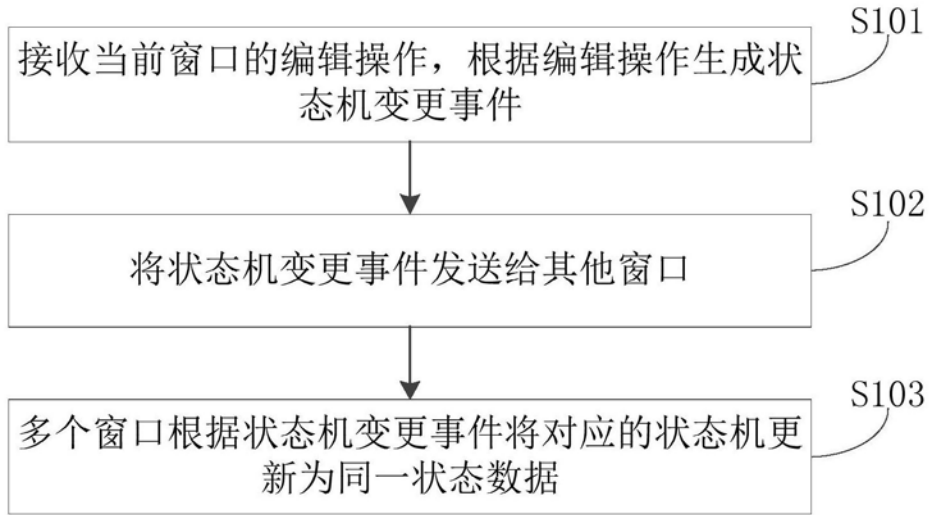 S101
接收当前窗口的编辑操作，根据编辑操作生成状
态机变更事件
S102
将状态机变更事件发送给其他窗口
S103
多个窗口根据状态机变更事件将对应的状态机更
新为同一状态数据